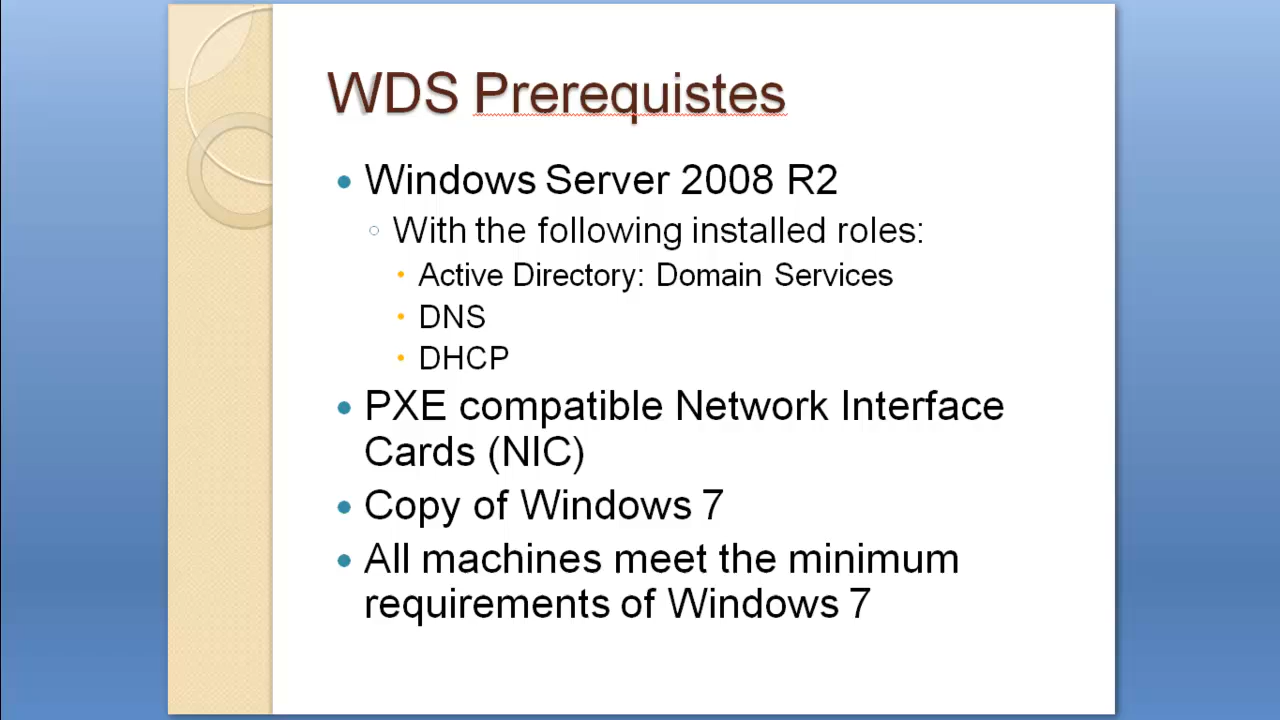 WDS Prerequistes
• Windows Server 2008 R2
○ With the following installed roles:
• Active Directory: Domain Services
• DNS
• DHCP
• PXE compatible Network Interface
Cards (NIC)
• Copy of Windows 7
• All machines meet the minimum
requirements of Windows 7